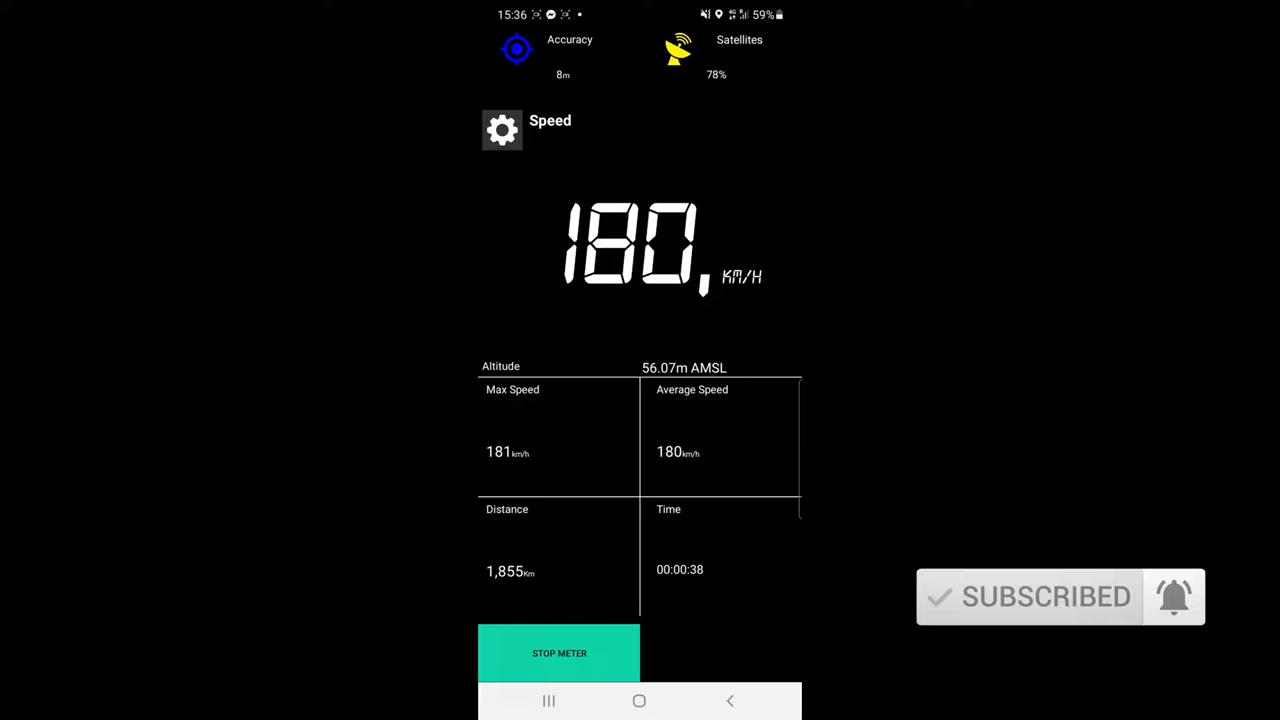 15:36 59%
Accuracy
8m
Satellites
78%
Speed
180, KM/H
Altitude 56.07m AMSL
Max Speed
181km/h
Average Speed
180km/h
Distance
1,855Km
Time
00:00:38
STOP METER
SUBSCRIBED